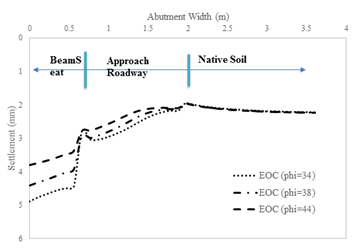 Abutment Width (m)
0 0.5 1 1.5 2 2.5 3 3.5 4
0
1
2
3
4
5
6
Settlement (mm)
BeamS
eat
Approach
Roadway
Native Soil
EOC (phi=34)
EOC (phi=38)
EOC (phi=44)